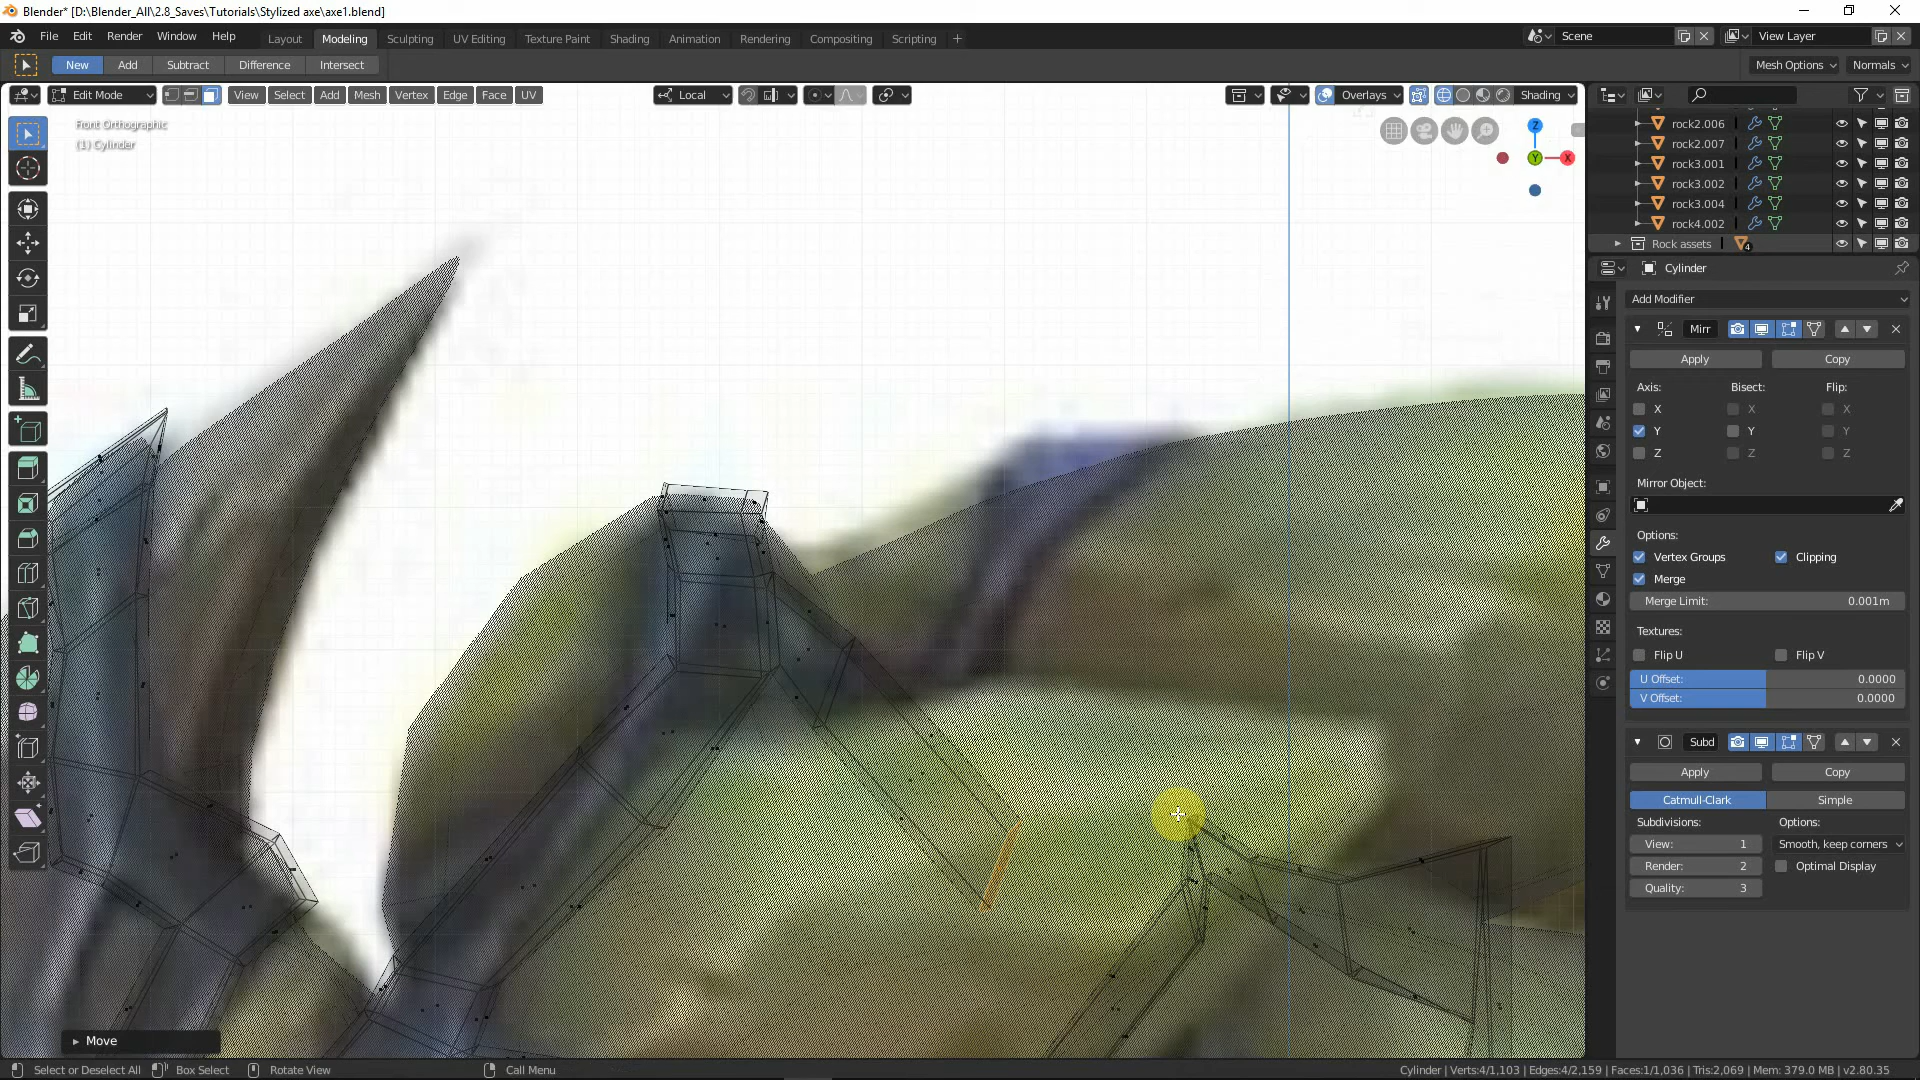 Blender* [D:\Blender_All\2.8_Saves\Tutorials\Stylized axe\axe1.blend]
File Edit Render Window Help Layout Modeling Sculpting UV Editing Texture Paint Shading Animation Rendering Compositing Scripting + Scene View Layer
New Add Subtract Difference Intersect Mesh Options Normals
Edit Mode View Select Add Mesh Vertex Edge Face UV Local Overlays Shading
Front Orthographic
(1) Cylinder
Z
Y
X
rock2.006
rock2.007
rock3.001
rock3.002
rock3.004
rock4.002
Rock assets 4
Cylinder
Add Modifier
Mirr
Apply Copy
Axis: Bisect: Flip:
X X X
Y Y Y
Z Z Z
Mirror Object:
Options:
Vertex Groups Clipping
Merge
Merge Limit: 0.001m
Textures:
Flip U Flip V
U Offset: 0.0000
V Offset: 0.0000
Subd
Apply Copy
Catmull-Clark Simple
Subdivisions: Options:
View: 1 Smooth, keep corners
Render: 2 Optimal Display
Quality: 3
Move
Select or Deselect All Box Select Rotate View Call Menu Cylinder | Verts:4/1,103 | Edges:4/2,159 | Faces:1/1,036 | Tris:2,069 | Mem: 379.0 MB | v2.80.35